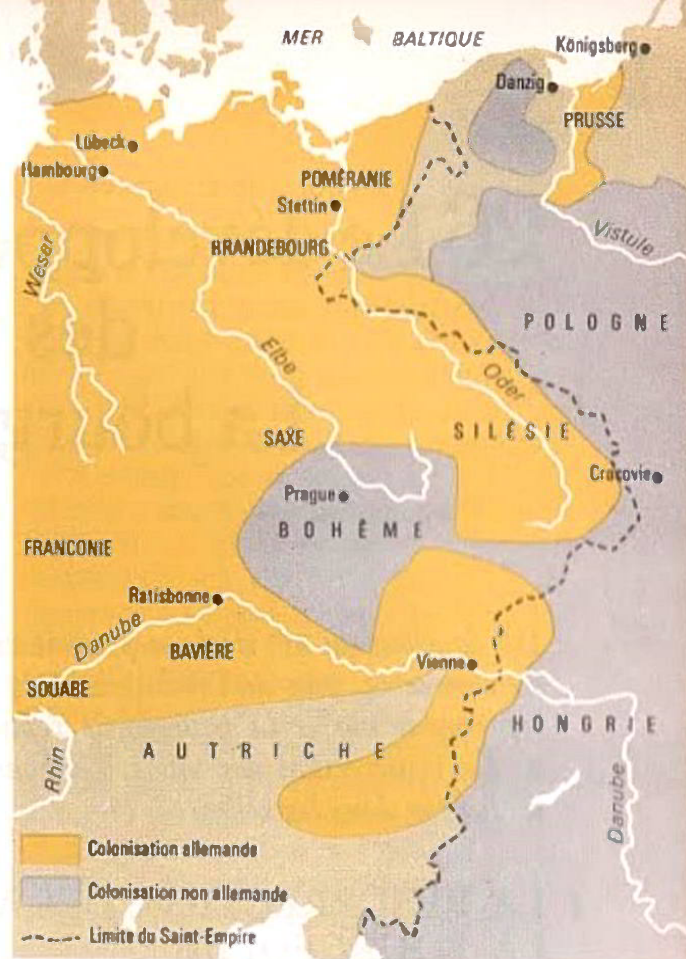 MER BALTIQUE
Königsberg
Danzig
PRUSSE
Lübeck
Hambourg
POMÉRANIE
Stettin
BRANDEBOURG
Weser
Vistule
POLOGNE
Elbe
Oder
SAXE
SILÉSIE
Prague
Cracovie
BOHÊME
FRANCONIE
Ratisbonne
Danube
BAVIÈRE
Vienne
SOUABE
HONGRIE
AUTRICHE
Rhin
Danube
Colonisation allemande
Colonisation non allemande
Limite du Saint-Empire